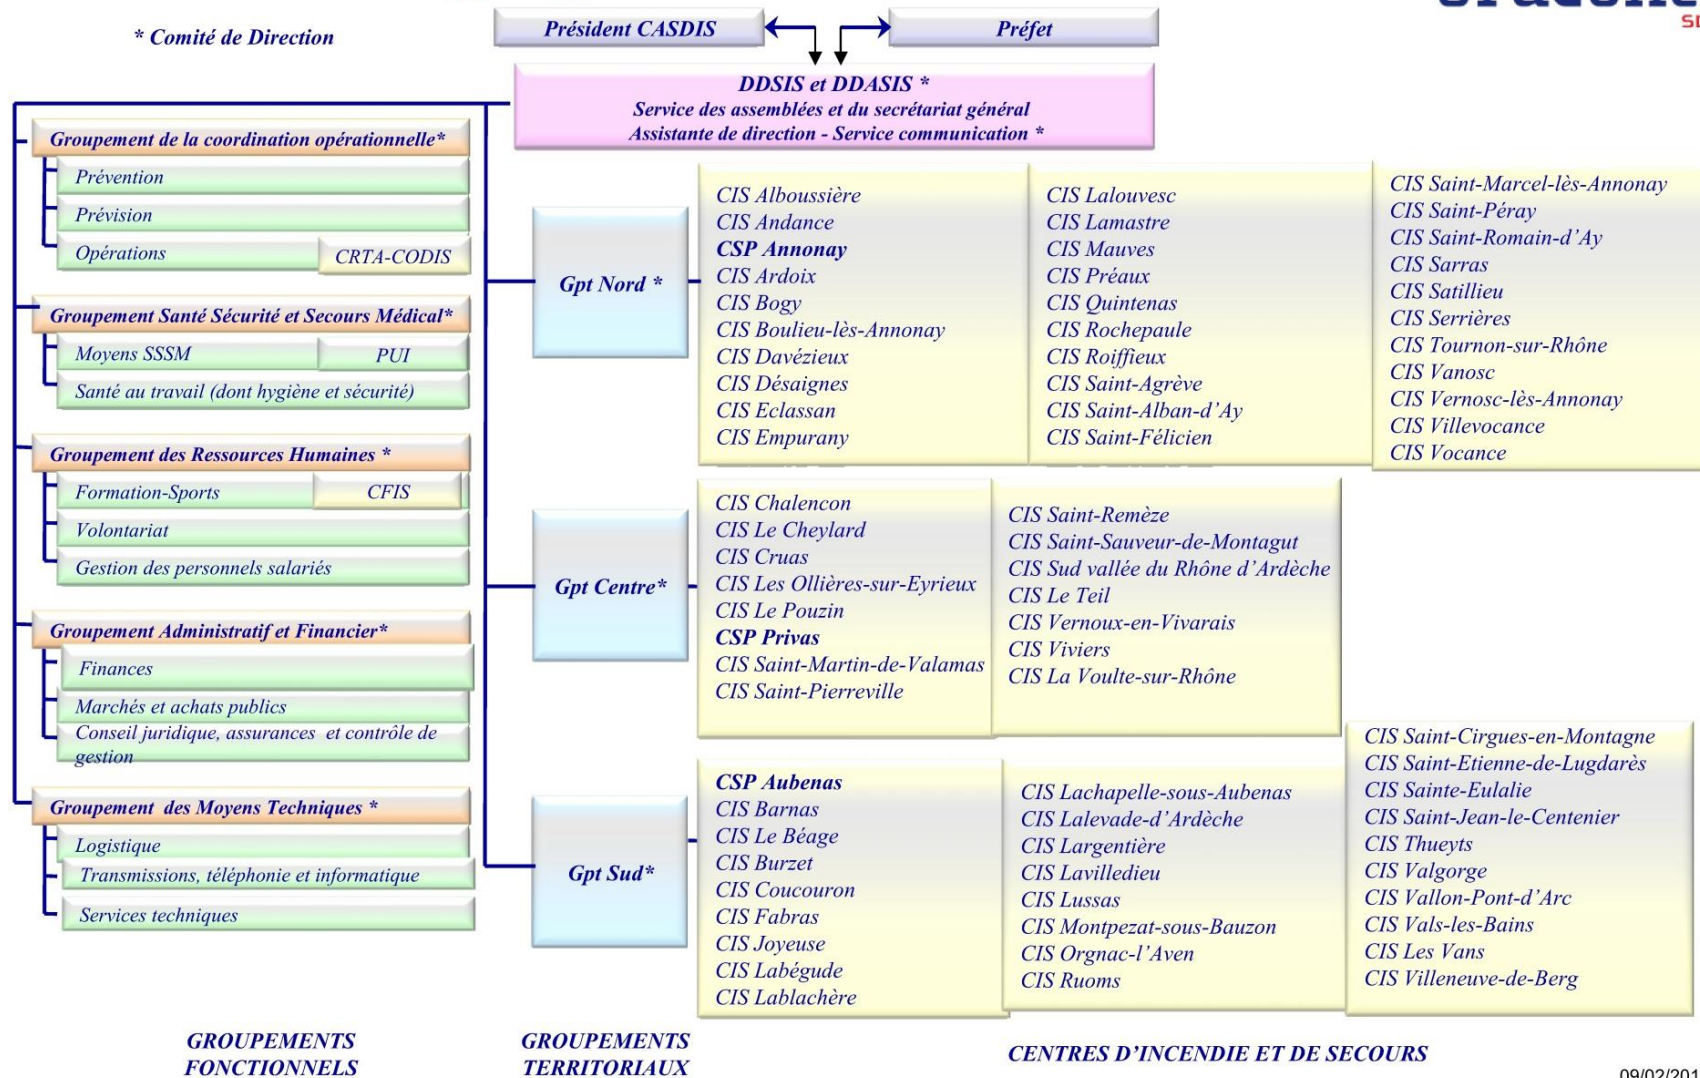 * Comité de Direction
Président CASDIS
Préfet
DDSIS et DDASIS *
Service des assemblées et du secrétariat général
Assistante de direction - Service communication *
Groupement de la coordination opérationnelle*
Prévention
Prévision
Opérations
CRTA-CODIS
Groupement Santé Sécurité et Secours Médical*
Moyens SSSM
PUI
Santé au travail (dont hygiène et sécurité)
Groupement des Ressources Humaines *
Formation-Sports
CFIS
Volontariat
Gestion des personnels salariés
Groupement Administratif et Financier*
Finances
Marchés et achats publics
Conseil juridique, assurances et contrôle de
gestion
Groupement des Moyens Techniques *
Logistique
Transmissions, téléphonie et informatique
Services techniques
Gpt Nord *
CIS Alboussière
CIS Andance
CSP Annonay
CIS Ardoix
CIS Bogy
CIS Boulieu-lès-Annonay
CIS Davézieux
CIS Désaignes
CIS Eclassan
CIS Empurany
CIS Lalouvesc
CIS Lamastre
CIS Mauves
CIS Préaux
CIS Quintenas
CIS Rochepaule
CIS Roiffieux
CIS Saint-Agrève
CIS Saint-Alban-d’Ay
CIS Saint-Félicien
CIS Saint-Marcel-lès-Annonay
CIS Saint-Péray
CIS Saint-Romain-d’Ay
CIS Sarras
CIS Satillieu
CIS Serrières
CIS Tournon-sur-Rhône
CIS Vanosc
CIS Vernosc-lès-Annonay
CIS Villevocance
CIS Vocance
Gpt Centre*
CIS Chalencon
CIS Le Cheylard
CIS Cruas
CIS Les Ollières-sur-Eyrieux
CIS Le Pouzin
CSP Privas
CIS Saint-Martin-de-Valamas
CIS Saint-Pierreville
CIS Saint-Remèze
CIS Saint-Sauveur-de-Montagut
CIS Sud vallée du Rhône d’Ardèche
CIS Le Teil
CIS Vernoux-en-Vivarais
CIS Viviers
CIS La Voulte-sur-Rhône
Gpt Sud*
CSP Aubenas
CIS Barnas
CIS Le Béage
CIS Burzet
CIS Coucouron
CIS Fabras
CIS Joyeuse
CIS Labégude
CIS Lablachère
CIS Lachapelle-sous-Aubenas
CIS Lalevade-d’Ardèche
CIS Largentière
CIS Lavilledieu
CIS Lussas
CIS Montpezat-sous-Bauzon
CIS Orgnac-l’Aven
CIS Ruoms
CIS Saint-Cirgues-en-Montagne
CIS Saint-Etienne-de-Lugdarès
CIS Sainte-Eulalie
CIS Saint-Jean-le-Centenier
CIS Thueyts
CIS Valgorge
CIS Vallon-Pont-d’Arc
CIS Vals-les-Bains
CIS Les Vans
CIS Villeneuve-de-Berg
GROUPEMENTS
FONCTIONNELS
GROUPEMENTS
TERRITORIAUX
CENTRES D’INCENDIE ET DE SECOURS
09/02/201